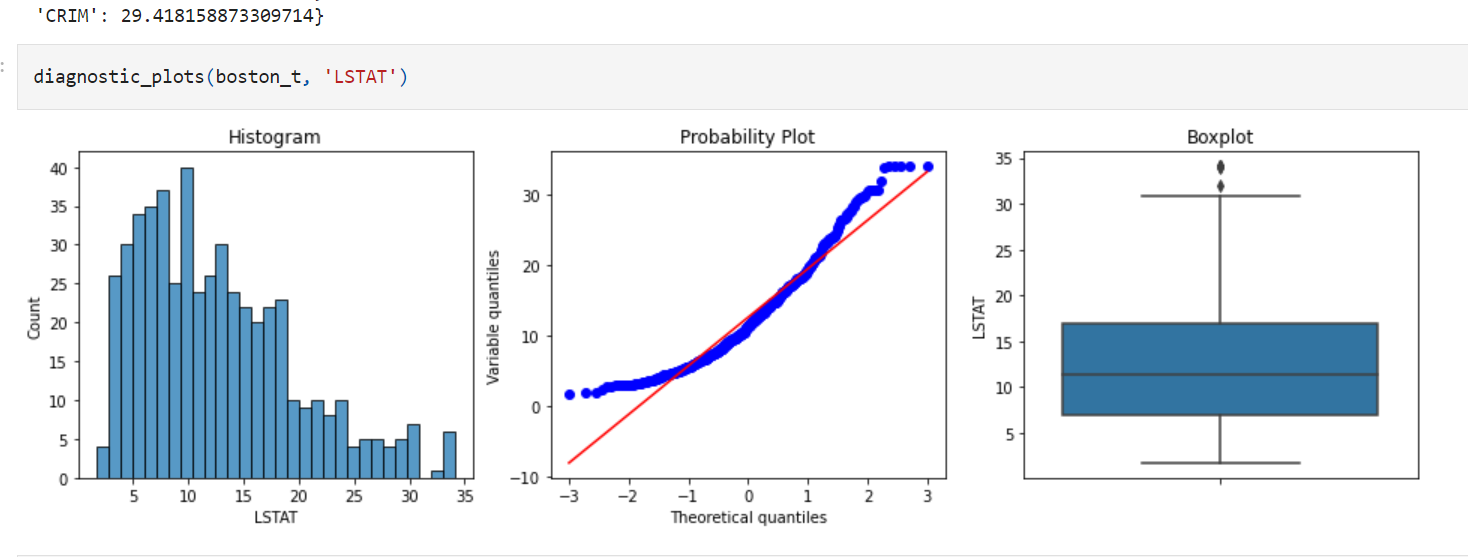 'CRIM': 29.418158873309714}
:
diagnostic_plots(boston_t, 'LSTAT')
Histogram
Count
40
35
30
25
20
15
10
5
0
5 10 15 20 25 30 35
LSTAT
Probability Plot
Variable quantiles
30
20
10
0
−10
−3 −2 −1 0 1 2 3
Theoretical quantiles
Boxplot
LSTAT
35
30
25
20
15
10
5